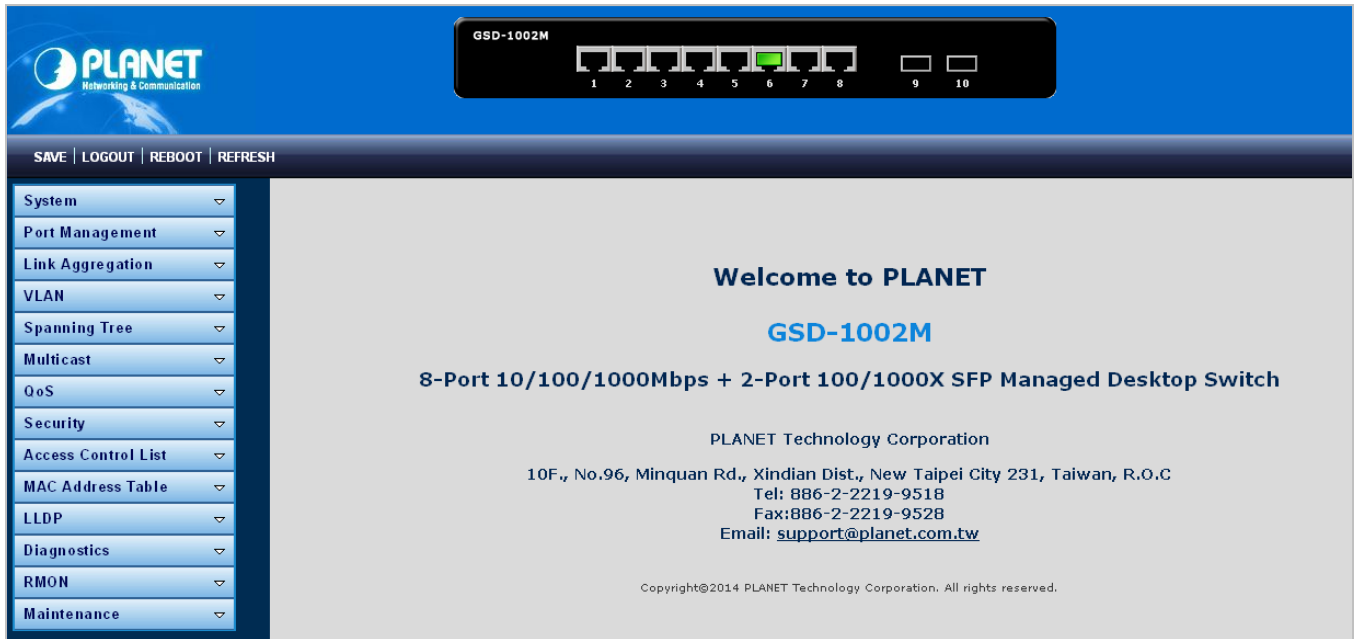 PLANET
Networking & Communication
GSD-1002M
1 2 3 4 5 6 7 8 9 10
SAVE | LOGOUT | REBOOT | REFRESH
System
Port Management
Link Aggregation
VLAN
Spanning Tree
Multicast
QoS
Security
Access Control List
MAC Address Table
LLDP
Diagnostics
RMON
Maintenance
Welcome to PLANET
GSD-1002M
8-Port 10/100/1000Mbps + 2-Port 100/1000X SFP Managed Desktop Switch
PLANET Technology Corporation
10F., No.96, Minquan Rd., Xindian Dist., New Taipei City 231, Taiwan, R.O.C
Tel: 886-2-2219-9518
Fax:886-2-2219-9528
Email: support@planet.com.tw
Copyright©2014 PLANET Technology Corporation. All rights reserved.